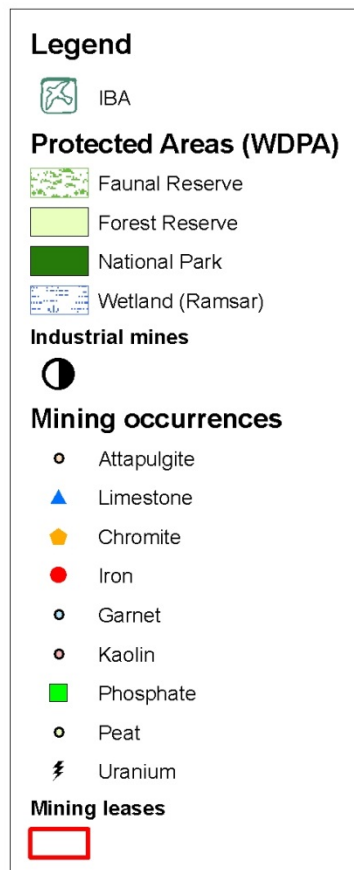 Legend
IBA
Protected Areas (WDPA)
Faunal Reserve
Forest Reserve
National Park
Wetland (Ramsar)
Industrial mines
Mining occurrences
Attapulgite
Limestone
Chromite
Iron
Garnet
Kaolin
Phosphate
Peat
Uranium
Mining leases